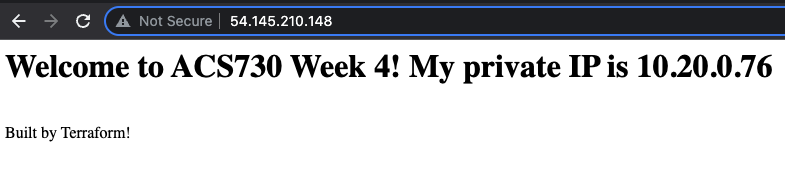 Not Secure 54.145.210.148
Welcome to ACS730 Week 4! My private IP is 10.20.0.76
Built by Terraform!